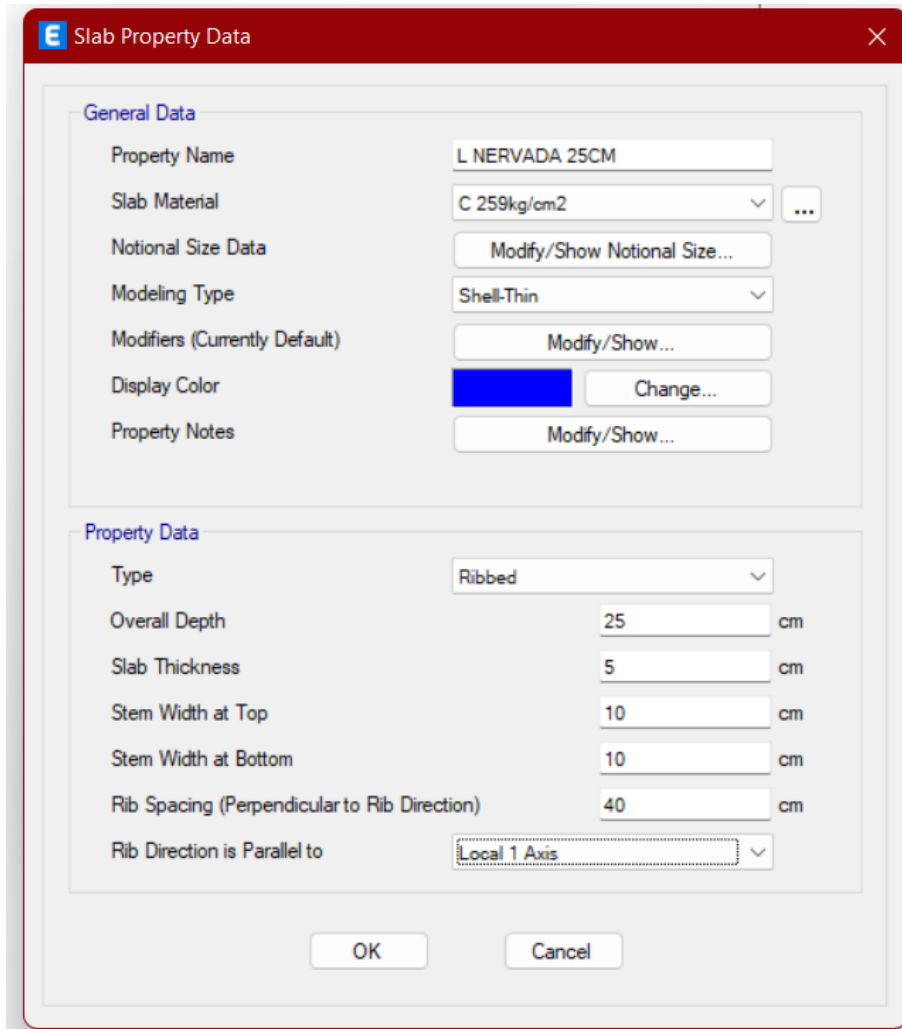 E Slab Property Data
General Data
Property Name L NERVADA 25CM
Slab Material C 259kg/cm2 ...
Notional Size Data Modify/Show Notional Size...
Modeling Type Shell-Thin
Modifiers (Currently Default) Modify/Show...
Display Color Change...
Property Notes Modify/Show...
Property Data
Type Ribbed
Overall Depth 25 cm
Slab Thickness 5 cm
Stem Width at Top 10 cm
Stem Width at Bottom 10 cm
Rib Spacing (Perpendicular to Rib Direction) 40 cm
Rib Direction is Parallel to Local 1 Axis
OK Cancel